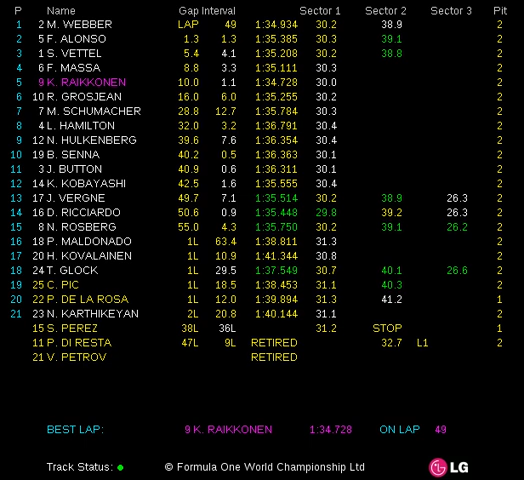 P Name Gap Interval Sector 1 Sector 2 Sector 3 Pit
1 2 M. WEBBER LAP 49 1:34.934 30.2 38.9 2
2 5 F. ALONSO 1.3 1.3 1:35.385 30.3 39.1 2
3 1 S. VETTEL 5.4 4.1 1:35.208 30.2 38.8 2
4 6 F. MASSA 8.8 3.3 1:35.111 30.3 2
5 9 K. RAIKKONEN 10.0 1.1 1:34.728 30.0 2
6 10 R. GROSJEAN 16.0 6.0 1:35.255 30.2 2
7 7 M. SCHUMACHER 28.8 12.7 1:35.784 30.3 2
8 4 L. HAMILTON 32.0 3.2 1:36.791 30.4 2
9 12 N. HULKENBERG 39.6 7.6 1:36.354 30.4 2
10 19 B. SENNA 40.2 0.5 1:36.363 30.1 2
11 3 J. BUTTON 40.9 0.6 1:36.311 30.1 2
12 14 K. KOBAYASHI 42.5 1.6 1:35.555 30.4 2
13 17 J. VERGNE 49.7 7.1 1:35.514 30.2 38.9 26.3 2
14 16 D. RICCIARDO 50.6 0.9 1:35.448 29.8 39.2 26.3 2
15 8 N. ROSBERG 55.0 4.3 1:35.750 30.2 39.1 26.2 2
16 18 P. MALDONADO 1L 63.4 1:38.811 31.3 2
17 20 H. KOVALAINEN 1L 10.9 1:41.344 30.8 2
18 24 T. GLOCK 1L 29.5 1:37.549 30.7 40.1 26.6 2
19 25 C. PIC 1L 18.5 1:38.453 31.1 40.3 2
20 22 P. DE LA ROSA 1L 12.0 1:39.894 31.3 41.2 1
21 23 N. KARTHIKEYAN 2L 20.8 1:40.144 31.1 2
15 S. PEREZ 38L 36L 31.2 STOP 1
11 P. DI RESTA 47L 9L RETIRED 32.7 L1 2
21 V. PETROV RETIRED
BEST LAP: 9 K. RAIKKONEN 1:34.728 ON LAP 49
Track Status: © Formula One World Championship Ltd LG